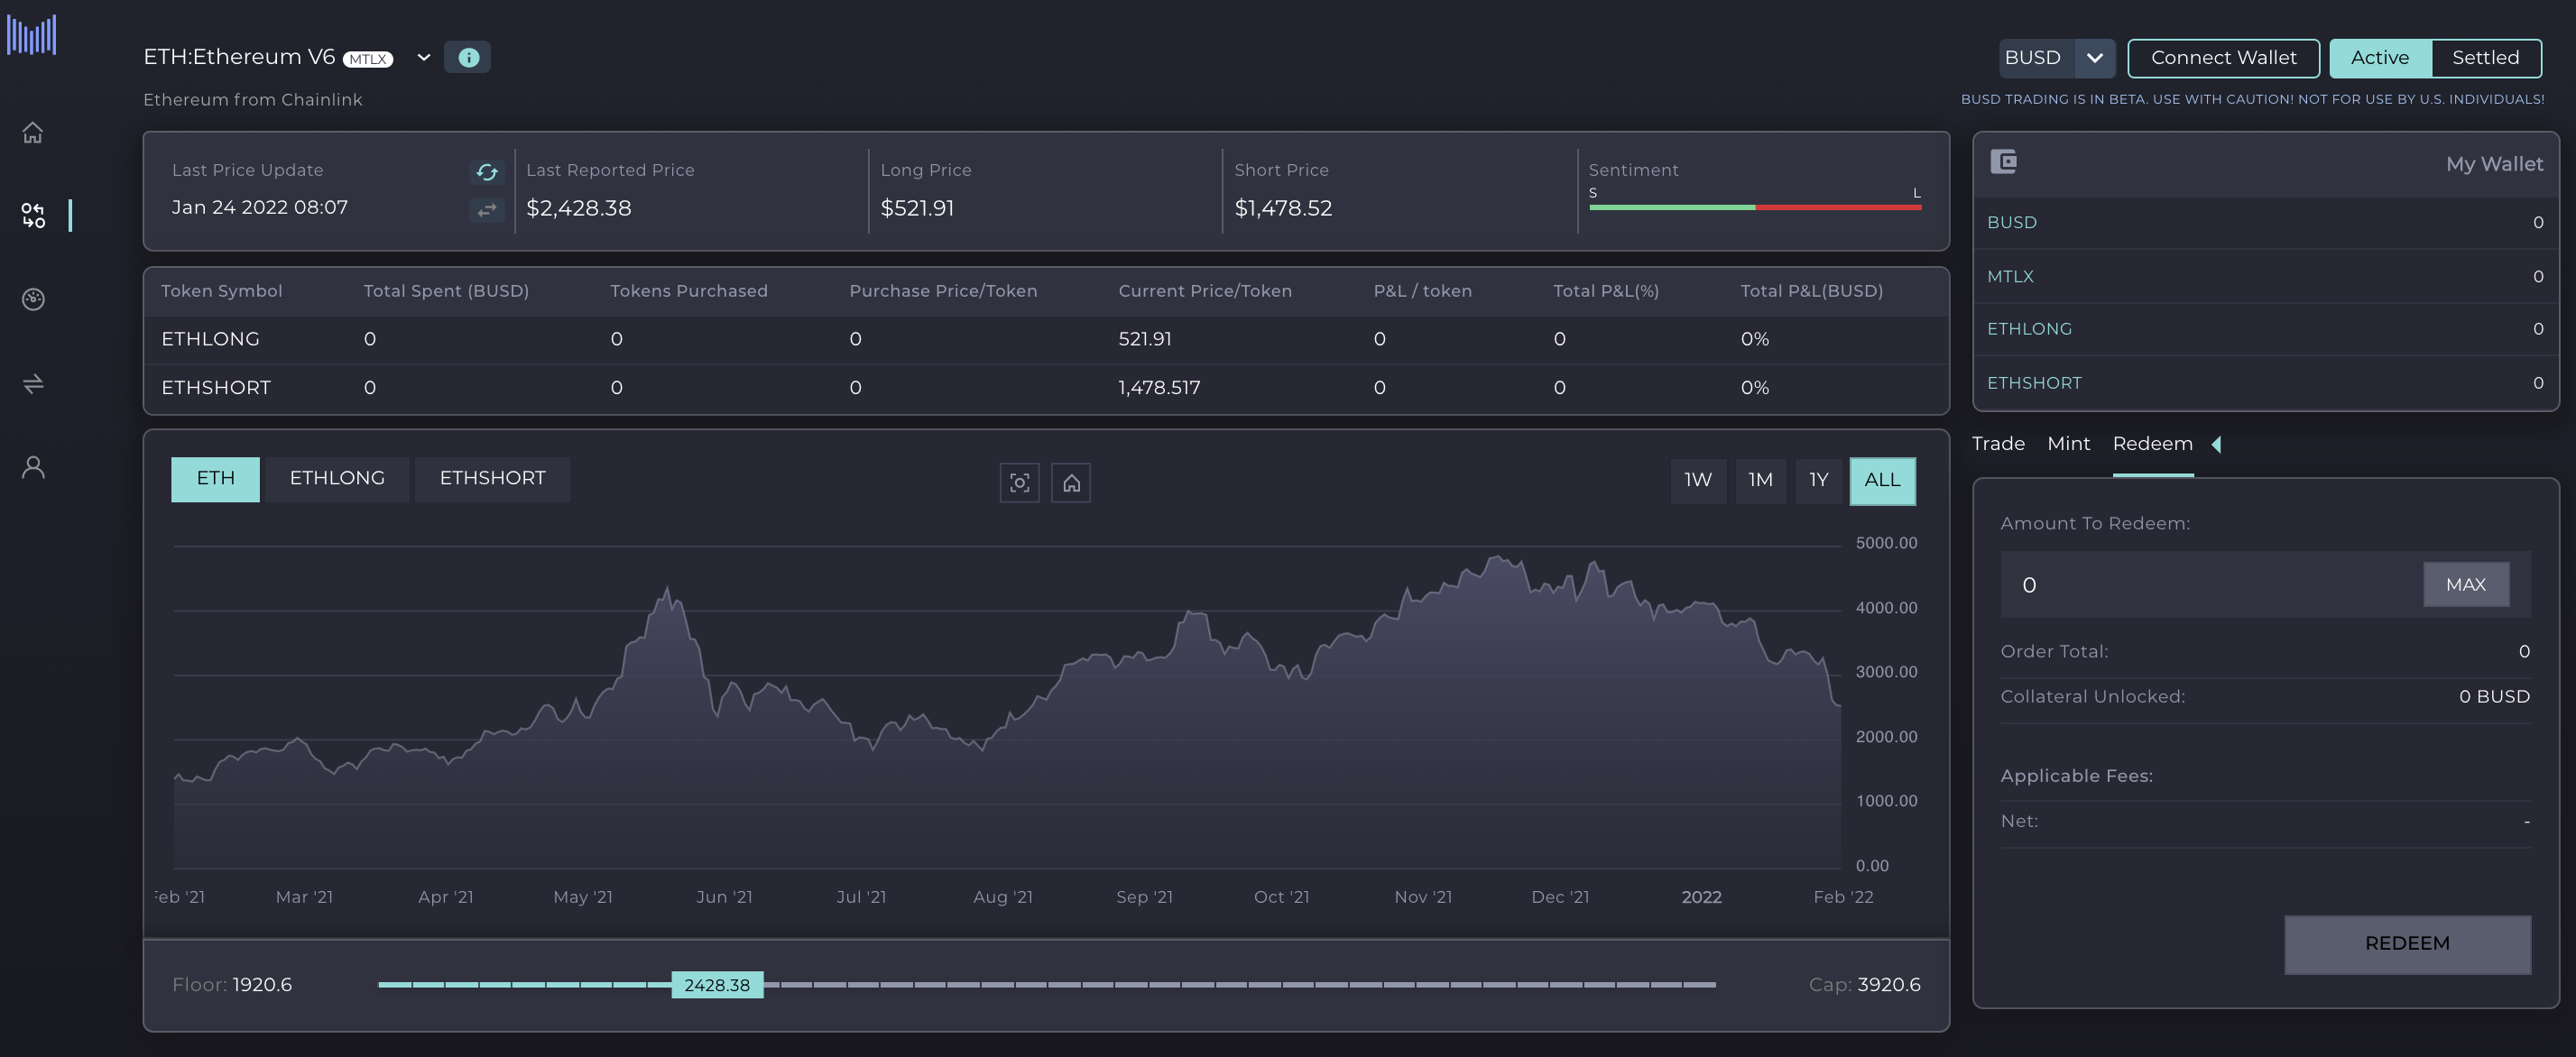 ETH:Ethereum V6 MTLX
BUSD
Connect Wallet
Active
Settled
Ethereum from Chainlink
BUSD TRADING IS IN BETA. USE WITH CAUTION! NOT FOR USE BY U.S. INDIVIDUALS!
Last Price Update
Jan 24 2022 08:07
Last Reported Price
$2,428.38
Long Price
$521.91
Short Price
$1,478.52
Sentiment
S L
My Wallet
BUSD 0
MTLX 0
ETHLONG 0
ETHSHORT 0
Token Symbol Total Spent (BUSD) Tokens Purchased Purchase Price/Token Current Price/Token P&L / token Total P&L(%) Total P&L(BUSD)
ETHLONG 0 0 0 521.91 0 0 0%
ETHSHORT 0 0 0 1,478.517 0 0 0%
Trade Mint Redeem
ETH ETHLONG ETHSHORT
1W 1M 1Y ALL
5000.00
4000.00
3000.00
2000.00
1000.00
0.00
eb '21 Mar '21 Apr '21 May '21 Jun '21 Jul '21 Aug '21 Sep '21 Oct '21 Nov '21 Dec '21 2022 Feb '22
Floor: 1920.6
2428.38
Cap: 3920.6
Amount To Redeem:
0
MAX
Order Total: 0
Collateral Unlocked: 0 BUSD
Applicable Fees:
Net: -
REDEEM